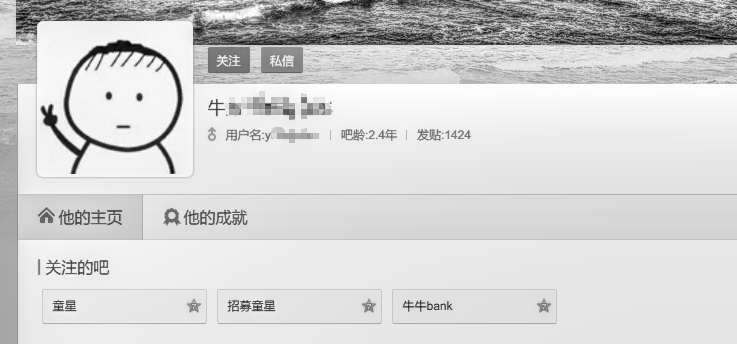 关注 私信
牛
用户名:y 吧龄:2.4年 发贴:1424
他的主页 他的成就
关注的吧
童星 招募童星 牛牛bank